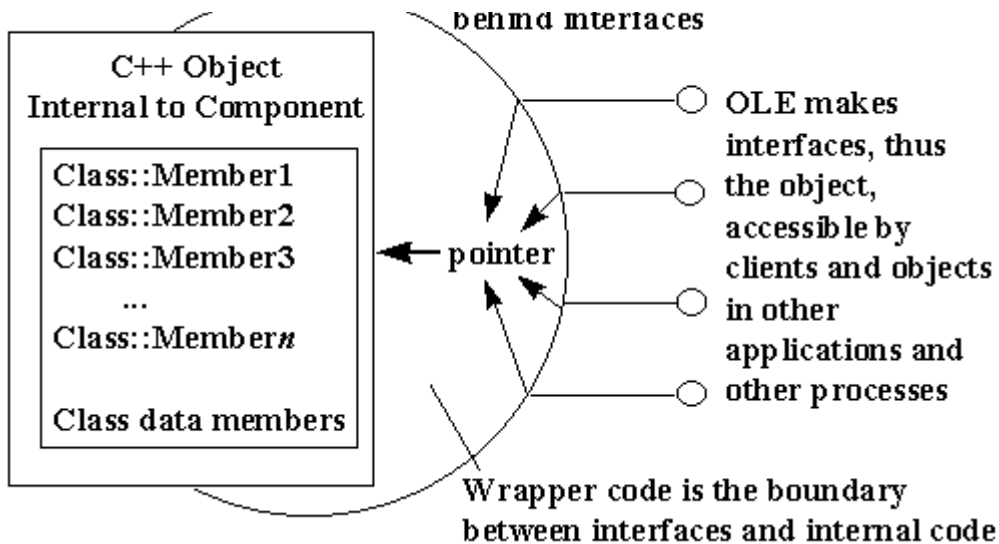 behind interfaces
C++ Object
Internal to Component
Class::Member1
Class::Member2
Class::Member3
...
Class::Membern
Class data members
pointer
OLE makes
interfaces, thus
the object,
accessible by
clients and objects
in other
applications and
other processes
Wrapper code is the boundary
between interfaces and internal code